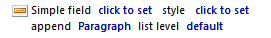 Simple field click to set style click to set
append Paragraph list level default